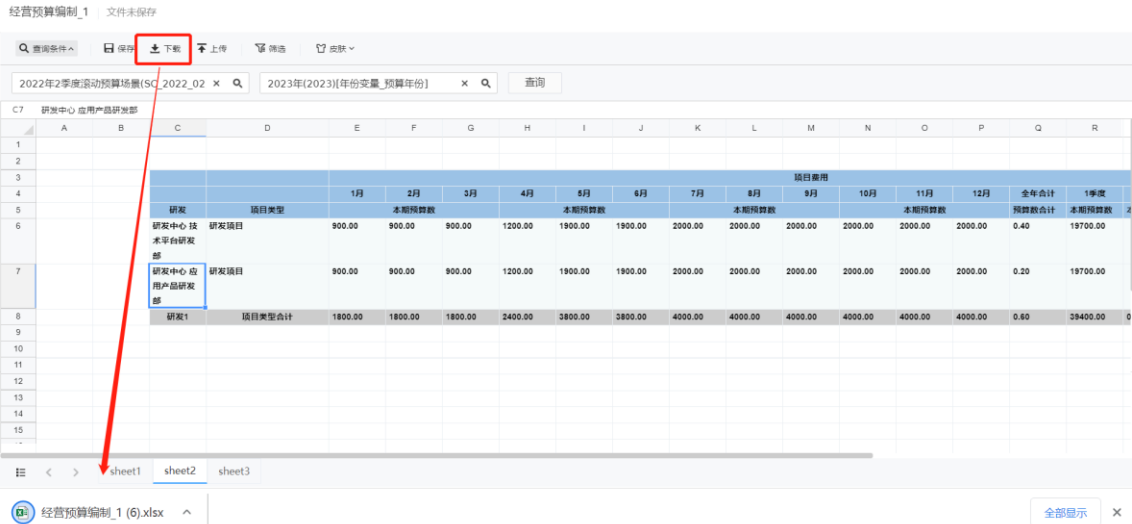 经营预算编制_1 | 文件未保存
查询条件 保存 下载 上传 筛选 皮肤
2022年2季度滚动预算场景(SC_2022_02 × 2023年(2023)[年份变量_预算年份] × 查询
C7 研发中心 应用产品研发部
A B C D E F G H I J K L M N O P Q R
1
2
3 项目费用
4 1月 2月 3月 4月 5月 6月 7月 8月 9月 10月 11月 12月 全年合计 1季度
5 研发 项目类型 本期预算数 本期预算数 本期预算数 本期预算数 预算数合计 本期预算数
6 研发中心 技 研发项目 900.00 900.00 900.00 1200.00 1900.00 1900.00 2000.00 2000.00 2000.00 2000.00 2000.00 2000.00 0.40 19700.00
术平台研发
部
7 研发中心 应 研发项目 900.00 900.00 900.00 1200.00 1900.00 1900.00 2000.00 2000.00 2000.00 2000.00 2000.00 2000.00 0.20 19700.00
用产品研发
部
8 研发1 项目类型合计 1800.00 1800.00 1800.00 2400.00 3800.00 3800.00 4000.00 4000.00 4000.00 4000.00 4000.00 4000.00 0.60 39400.00
9
10
11
12
13
14
15
sheet1 sheet2 sheet3
经营预算编制_1 (6).xlsx 全部显示 ×